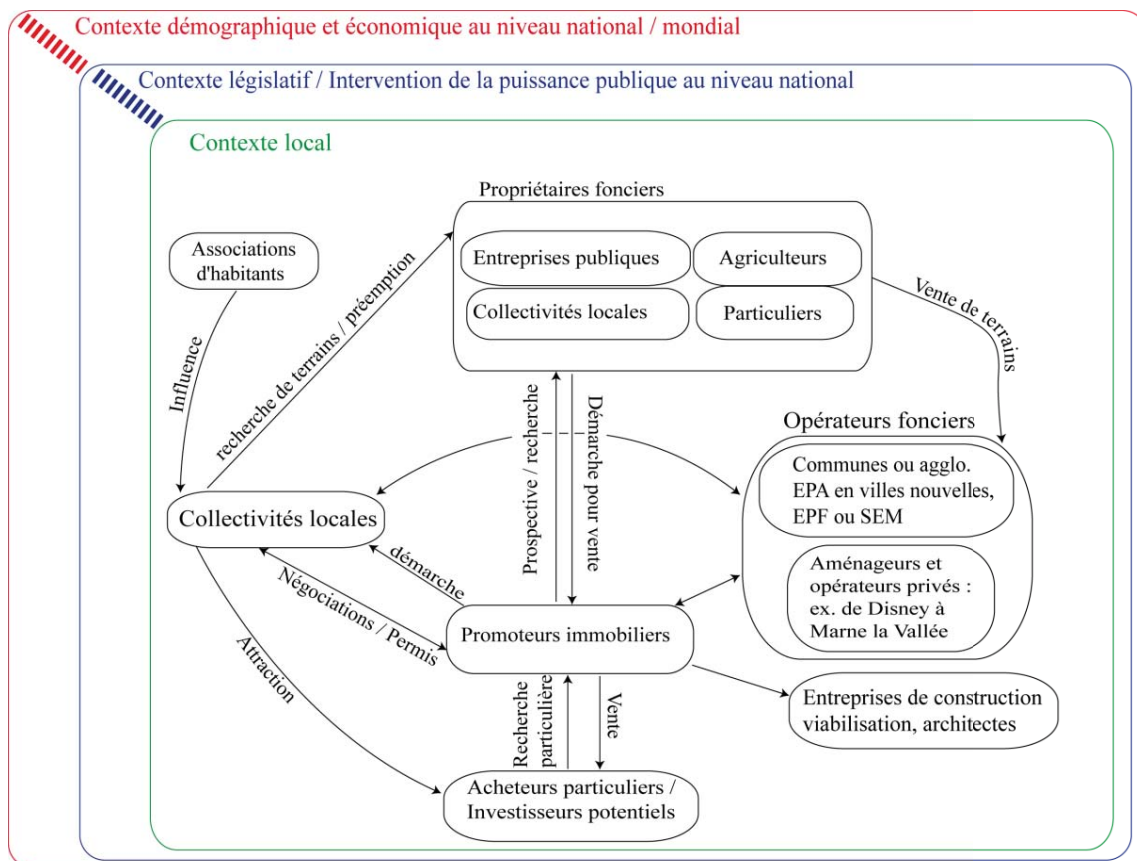 Contexte démographique et économique au niveau national / mondial
Contexte législatif / Intervention de la puissance publique au niveau national
Contexte local
Propriétaires fonciers
Entreprises publiques
Agriculteurs
Collectivités locales
Particuliers
Associations
d'habitants
Influence
recherche de terrains / préemption
Vente de terrains
Prospective / recherche
Démarche pour vente
Opérateurs fonciers
Communes ou agglo.
EPA en villes nouvelles,
EPF ou SEM
Aménageurs et
opérateurs privés :
ex. de Disney à
Marne la Vallée
Collectivités locales
démarche
Négociations / Permis
Attraction
Promoteurs immobiliers
Recherche
particulière
Vente
Entreprises de construction
viabilisation, architectes
Acheteurs particuliers /
Investisseurs potentiels